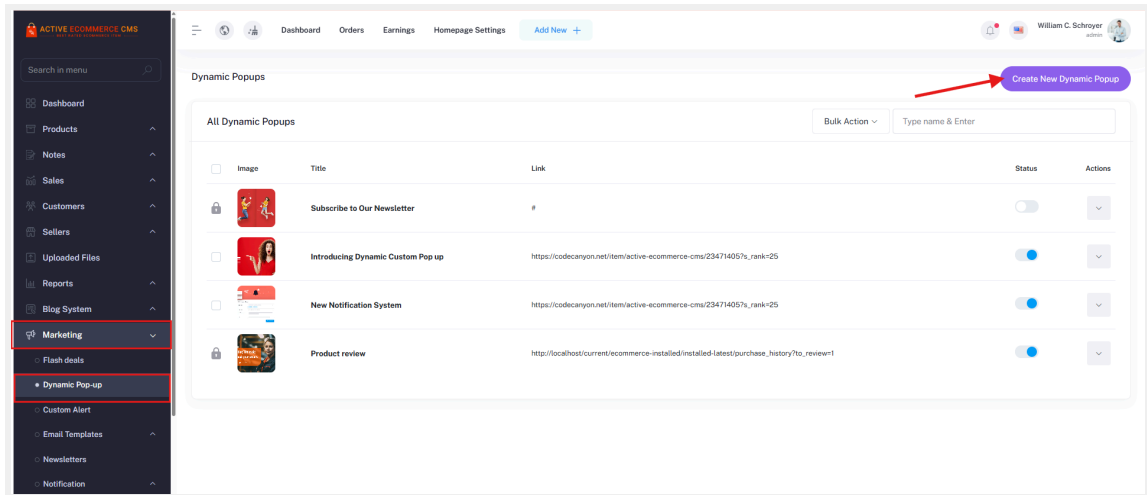 ACTIVE ECOMMERCE CMS
Dashboard Orders Earnings Homepage Settings Add New +
William C. Schroyer
admin
Search in menu
Dashboard
Products
Notes
Sales
Customers
Sellers
Uploaded Files
Reports
Blog System
Marketing
Flash deals
Dynamic Pop-up
Custom Alert
Email Templates
Newsletters
Notification
Dynamic Popups
Create New Dynamic Popup
All Dynamic Popups
Bulk Action
Type name & Enter
Image Title Link Status Actions
Subscribe to Our Newsletter #
Introducing Dynamic Custom Pop up https://codecanyon.net/item/active-ecommerce-cms/23471405?s_rank=25
New Notification System https://codecanyon.net/item/active-ecommerce-cms/23471405?s_rank=25
Product review http://localhost/current/ecommerce-installed/installed-latest/purchase_history?to_review=1